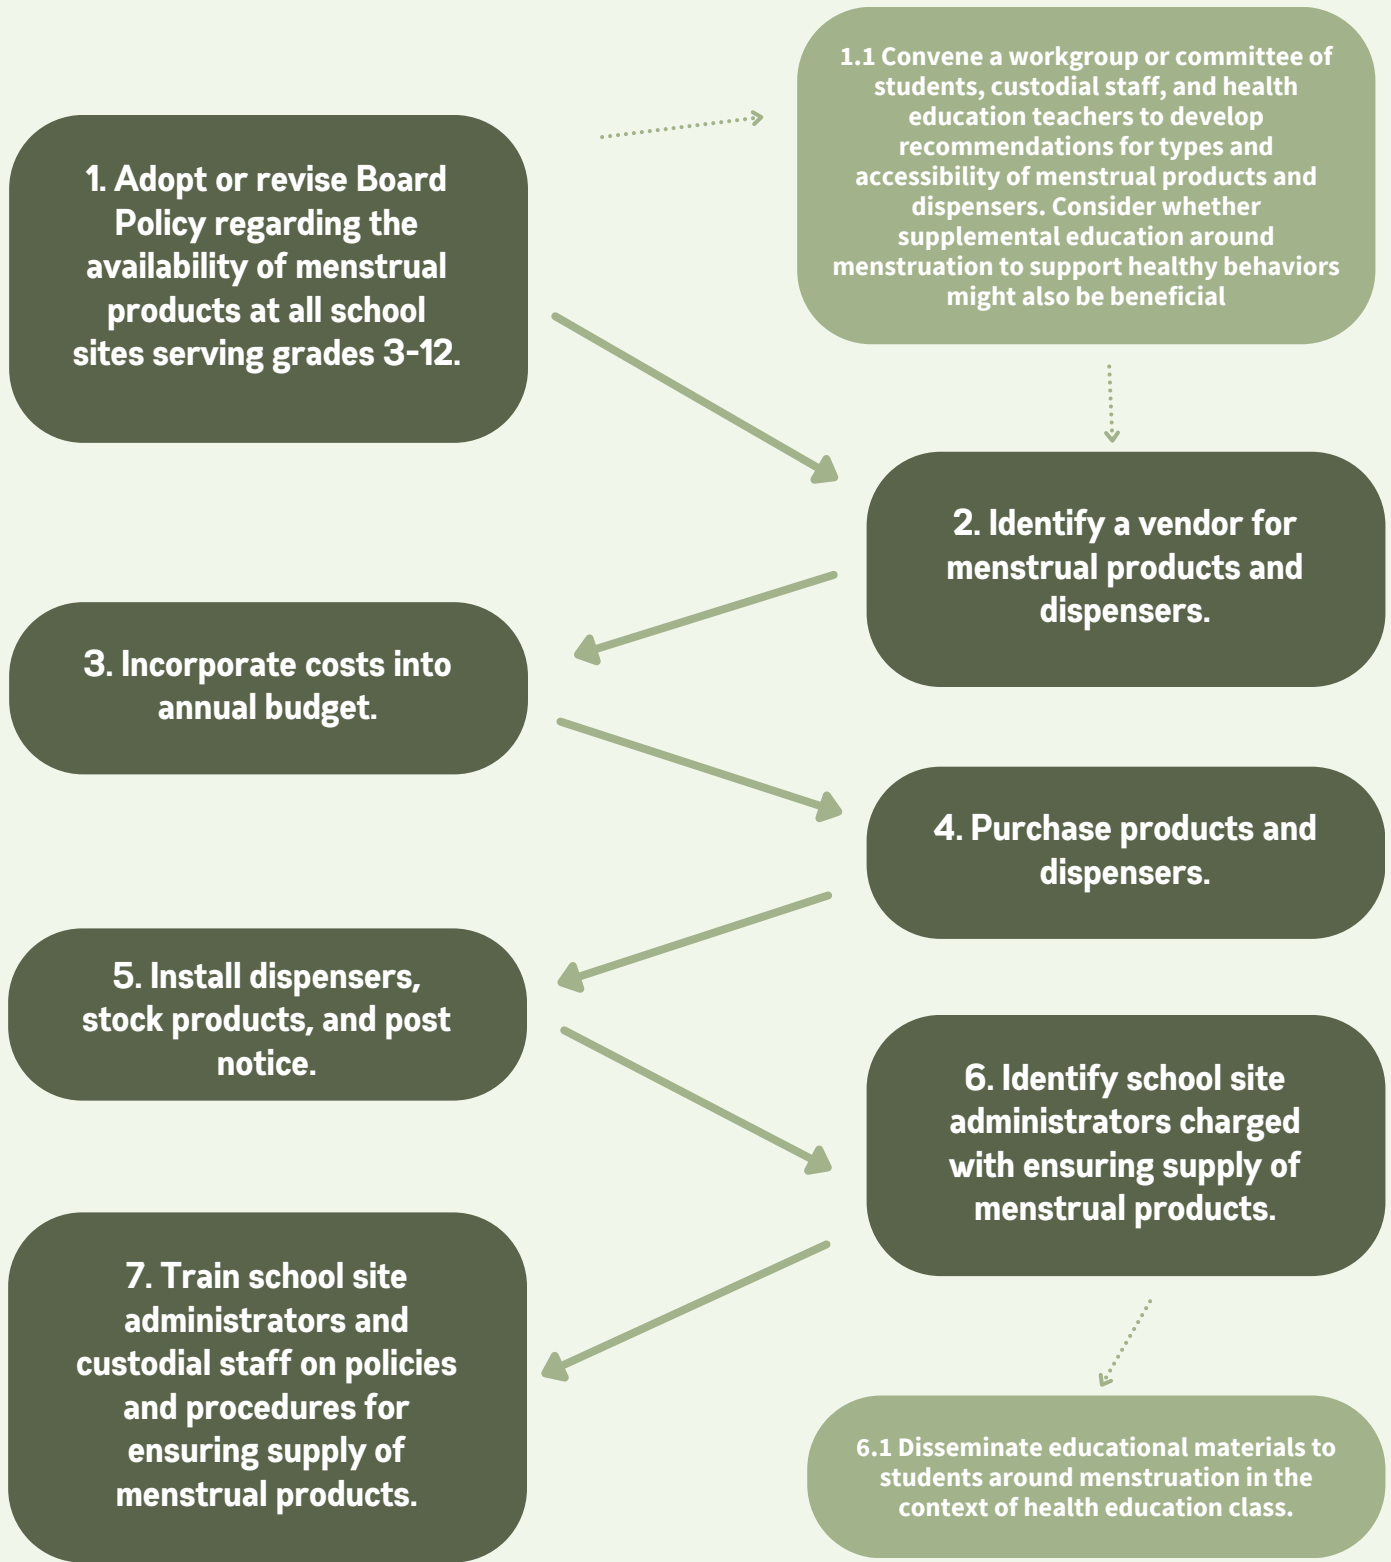 1. Adopt or revise Board
Policy regarding the
availability of menstrual
products at all school
sites serving grades 3-12.
1.1 Convene a workgroup or committee of
students, custodial staff, and health
education teachers to develop
recommendations for types and
accessibility of menstrual products and
dispensers. Consider whether
supplemental education around
menstruation to support healthy behaviors
might also be beneficial
2. Identify a vendor for
menstrual products and
dispensers.
3. Incorporate costs into
annual budget.
4. Purchase products and
dispensers.
5. Install dispensers,
stock products, and post
notice.
6. Identify school site
administrators charged
with ensuring supply of
menstrual products.
6.1 Disseminate educational materials to
students around menstruation in the
context of health education class.
7. Train school site
administrators and
custodial staff on policies
and procedures for
ensuring supply of
menstrual products.